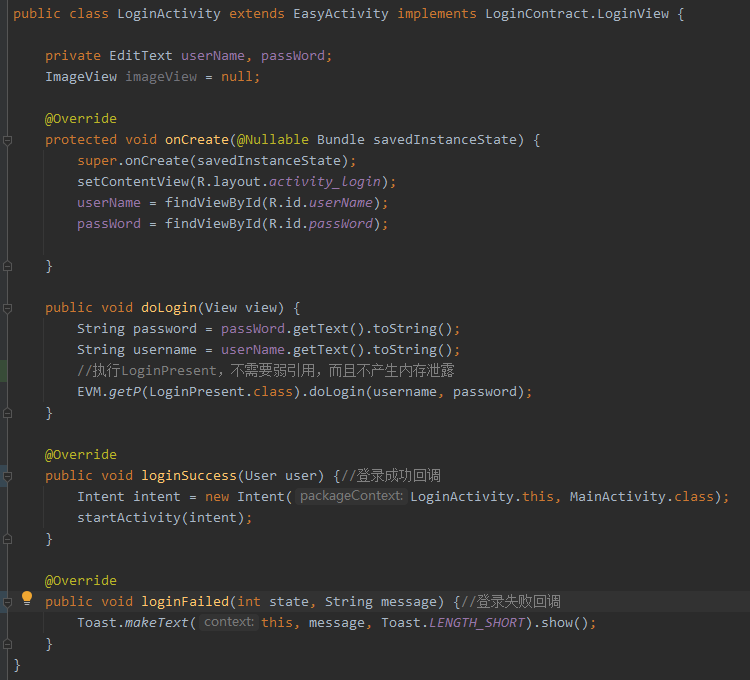 public class LoginActivity extends EasyActivity implements LoginContract.LoginView {
private EditText userName, passWord;
ImageView imageView = null;
@Override
protected void onCreate(@Nullable Bundle savedInstanceState) {
super.onCreate(savedInstanceState);
setContentView(R.layout.activity_login);
userName = findViewById(R.id.userName);
passWord = findViewById(R.id.passWord);
}
public void doLogin(View view) {
String password = passWord.getText().toString();
String username = userName.getText().toString();
//执行LoginPresent，不需要弱引用，而且不产生内存泄露
EVM.getP(LoginPresent.class).doLogin(username, password);
}
@Override
public void loginSuccess(User user) {//登录成功回调
Intent intent = new Intent( packageContext: LoginActivity.this, MainActivity.class);
startActivity(intent);
}
@Override
public void loginFailed(int state, String message) {//登录失败回调
Toast.makeText( context: this, message, Toast.LENGTH_SHORT).show();
}
}